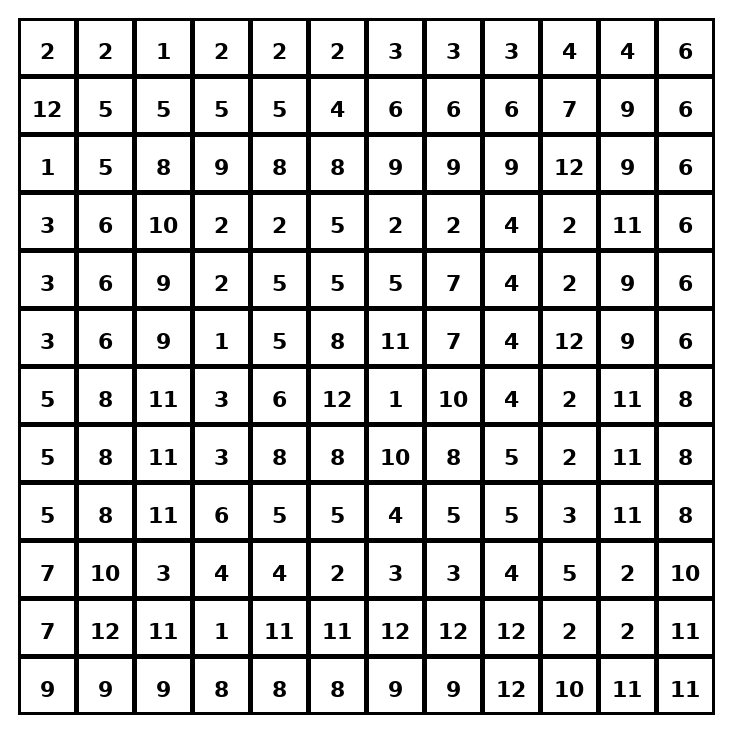 2 2 1 2 2 2 3 3 3 4 4 6
12 5 5 5 5 4 6 6 6 7 9 6
1 5 8 9 8 8 9 9 9 12 9 6
3 6 10 2 2 5 2 2 4 2 11 6
3 6 9 2 5 5 5 7 4 2 9 6
3 6 9 1 5 8 11 7 4 12 9 6
5 8 11 3 6 12 1 10 4 2 11 8
5 8 11 3 8 8 10 8 5 2 11 8
5 8 11 6 5 5 4 5 5 3 11 8
7 10 3 4 4 2 3 3 4 5 2 10
7 12 11 1 11 11 12 12 12 2 2 11
9 9 9 8 8 8 9 9 12 10 11 11